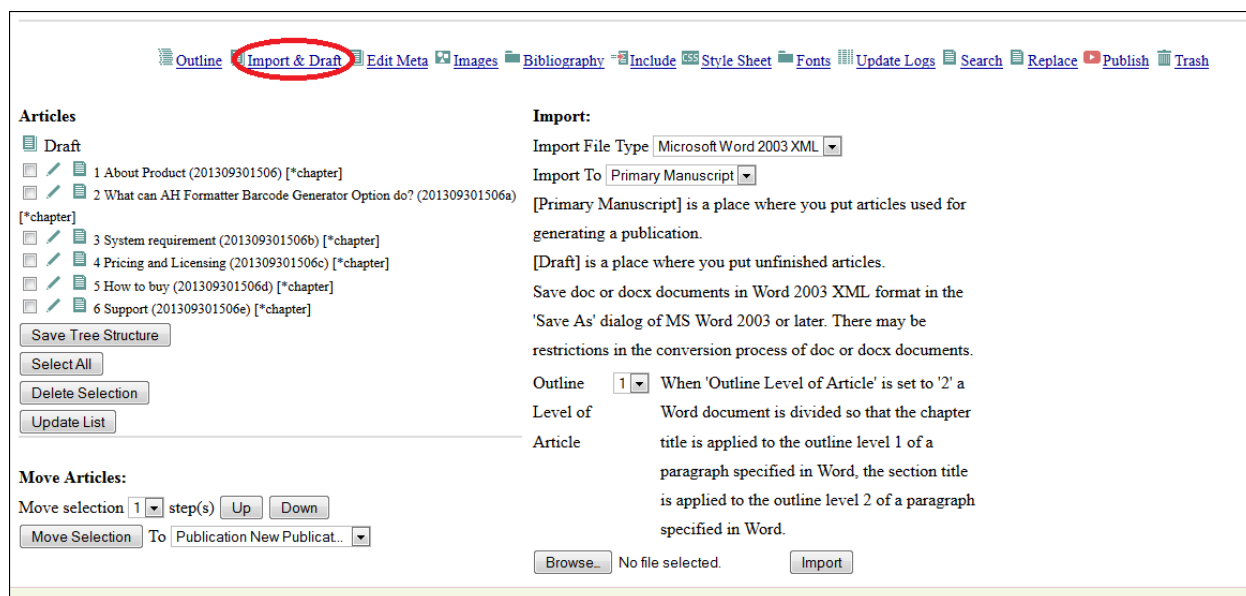 Outline Import & Draft Edit Meta Images Bibliography Include CSS Style Sheet Fonts Update Logs Search Replace Publish Trash
Articles
Draft
1 About Product (201309301506) [*chapter]
2 What can AH Formatter Barcode Generator Option do? (201309301506a)
[*chapter]
3 System requirement (201309301506b) [*chapter]
4 Pricing and Licensing (201309301506c) [*chapter]
5 How to buy (201309301506d) [*chapter]
6 Support (201309301506e) [*chapter]
Save Tree Structure
Select All
Delete Selection
Update List
Move Articles:
Move selection 1 step(s) Up Down
Move Selection To Publication New Publicat...
Import:
Import File Type Microsoft Word 2003 XML
Import To Primary Manuscript
[Primary Manuscript] is a place where you put articles used for
generating a publication.
[Draft] is a place where you put unfinished articles.
Save doc or docx documents in Word 2003 XML format in the
'Save As' dialog of MS Word 2003 or later. There may be
restrictions in the conversion process of doc or docx documents.
Outline 1 When 'Outline Level of Article' is set to '2' a
Level of Word document is divided so that the chapter
Article title is applied to the outline level 1 of a
paragraph specified in Word, the section title
is applied to the outline level 2 of a paragraph
specified in Word.
Browse_ No file selected. Import